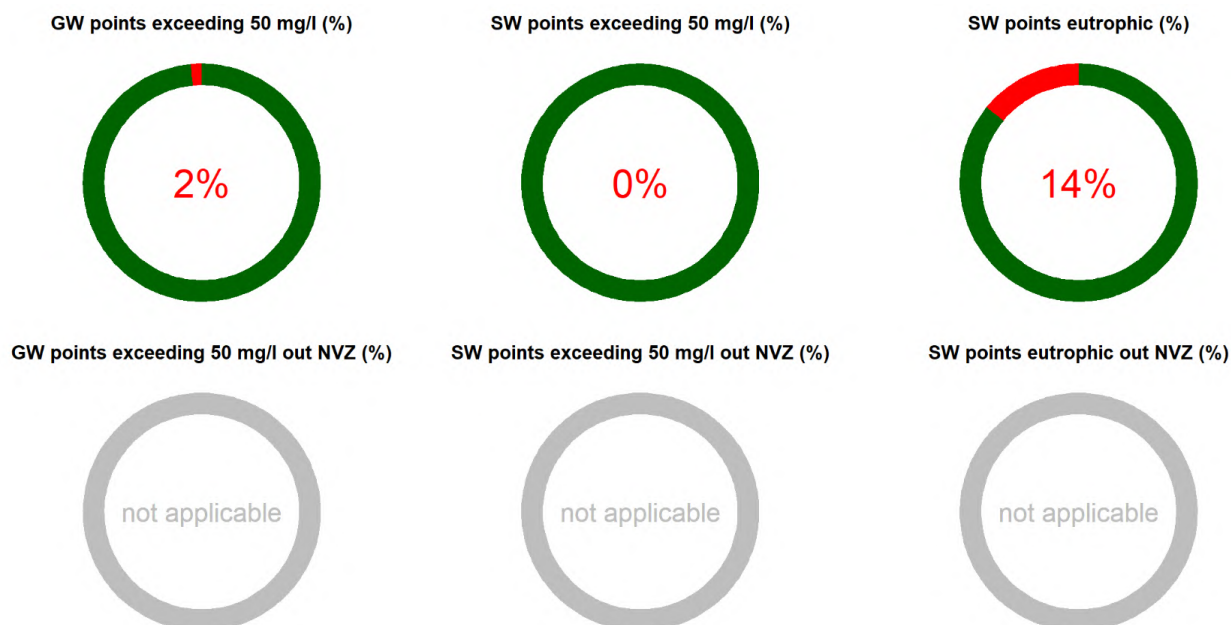 GW points exceeding 50 mg/l (%)
SW points exceeding 50 mg/l (%)
SW points eutrophic (%)
2%
0%
14%
GW points exceeding 50 mg/l out NVZ (%)
SW points exceeding 50 mg/l out NVZ (%)
SW points eutrophic out NVZ (%)
not applicable
not applicable
not applicable